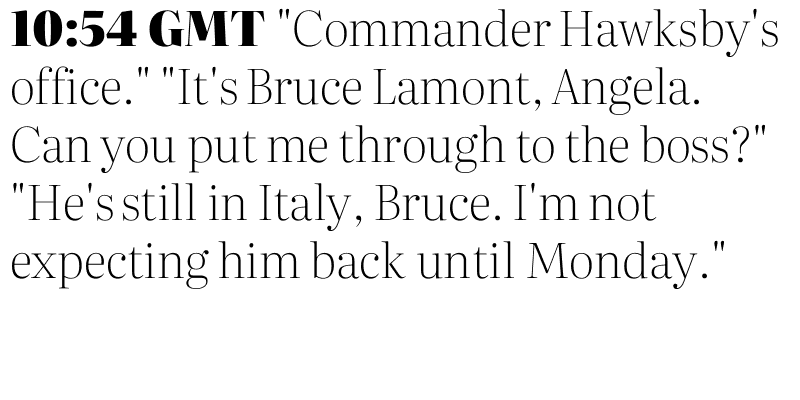 10:54 GMT "Commander Hawksby's
office." "It's Bruce Lamont, Angela.
Can you put me through to the boss?"
"He's still in Italy, Bruce. I'm not
expecting him back until Monday."